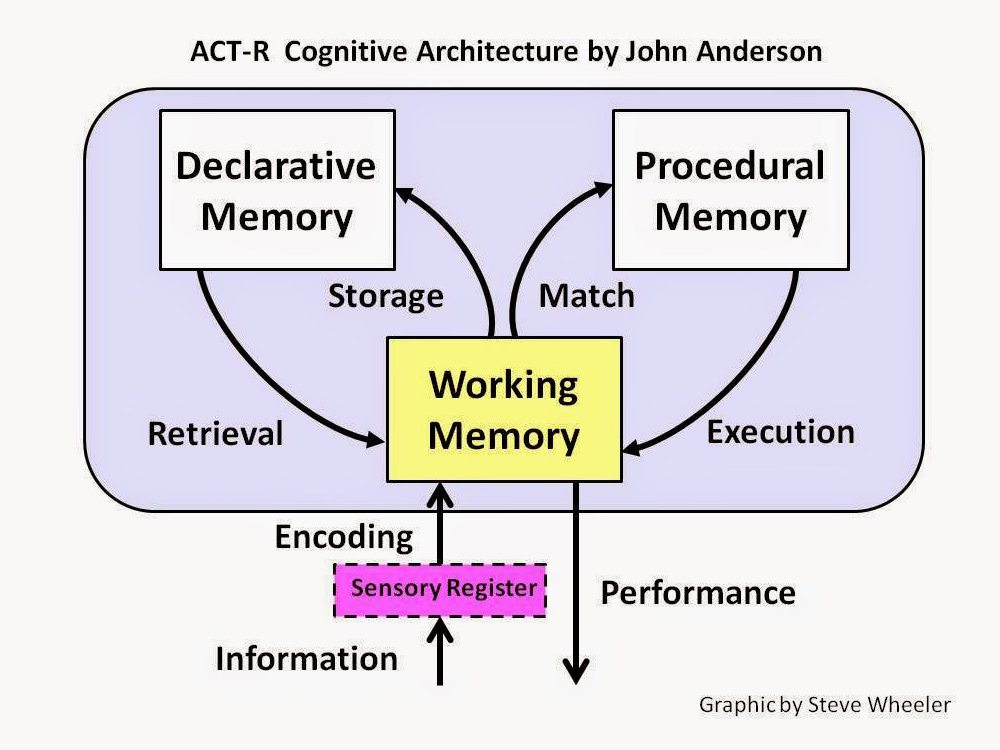 ACT-R Cognitive Architecture by John Anderson
Declarative
Memory
Procedural
Memory
Storage
Match
Working
Memory
Retrieval
Execution
Encoding
Sensory Register
Performance
Information
Graphic by Steve Wheeler